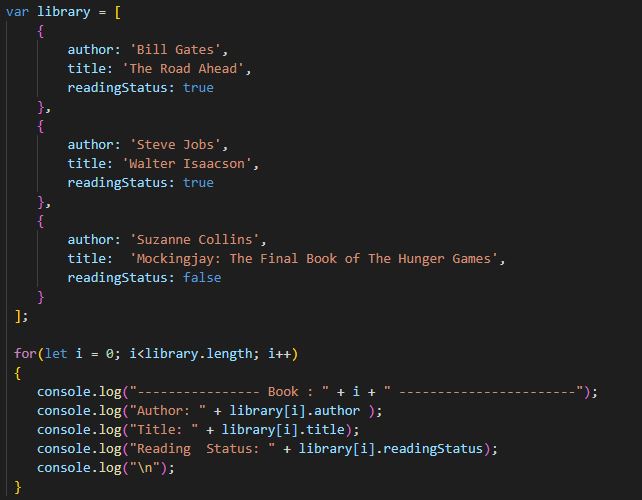 var library = [
    {
        author: 'Bill Gates',
        title: 'The Road Ahead',
        readingStatus: true
    },
    {
        author: 'Steve Jobs',
        title: 'Walter Isaacson',
        readingStatus: true
    },
    {
        author: 'Suzanne Collins',
        title:  'Mockingjay: The Final Book of The Hunger Games',
        readingStatus: false
    }
 ];

 for(let i = 0; i<library.length; i++)
 {
    console.log("---------------- Book : " + i + " -----------------------");
    console.log("Author: " + library[i].author );
    console.log("Title: " + library[i].title);
    console.log("Reading  Status: " + library[i].readingStatus);
    console.log("\n");
 }